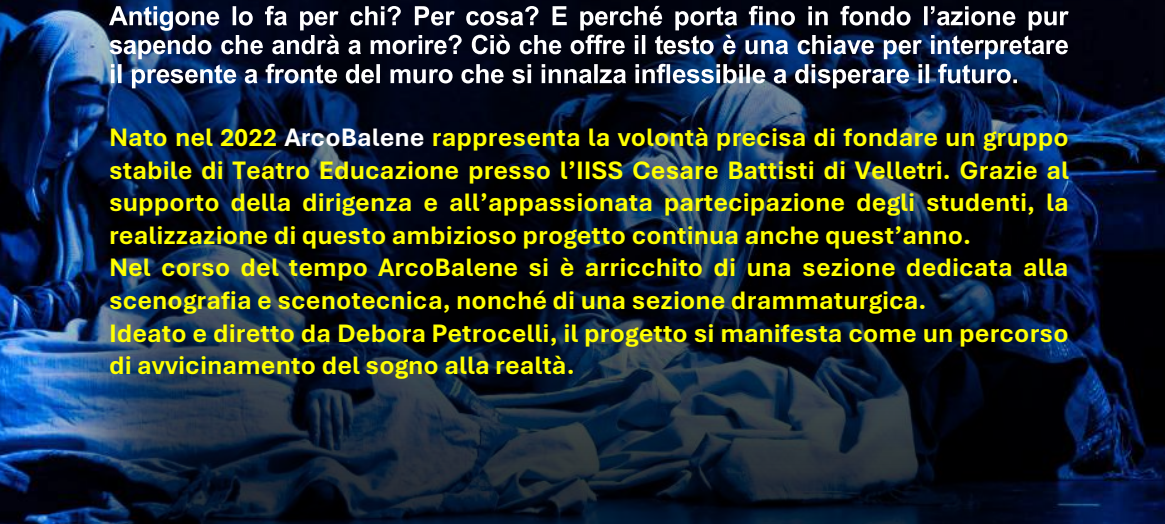 Antigone lo fa per chi? Per cosa? E perché porta fino in fondo l’azione pur
sapendo che andrà a morire? Ciò che offre il testo è una chiave per interpretare
il presente a fronte del muro che si innalza inflessibile a disperare il futuro.
Nato nel 2022 ArcoBalene rappresenta la volontà precisa di fondare un gruppo
stabile di Teatro Educazione presso l’IISS Cesare Battisti di Velletri. Grazie al
supporto della dirigenza e all’appassionata partecipazione degli studenti, la
realizzazione di questo ambizioso progetto continua anche quest’anno.
Nel corso del tempo ArcoBalene si è arricchito di una sezione dedicata alla
scenografia e scenotecnica, nonché di una sezione drammaturgica.
Ideato e diretto da Debora Petrocelli, il progetto si manifesta come un percorso
di avvicinamento del sogno alla realtà.